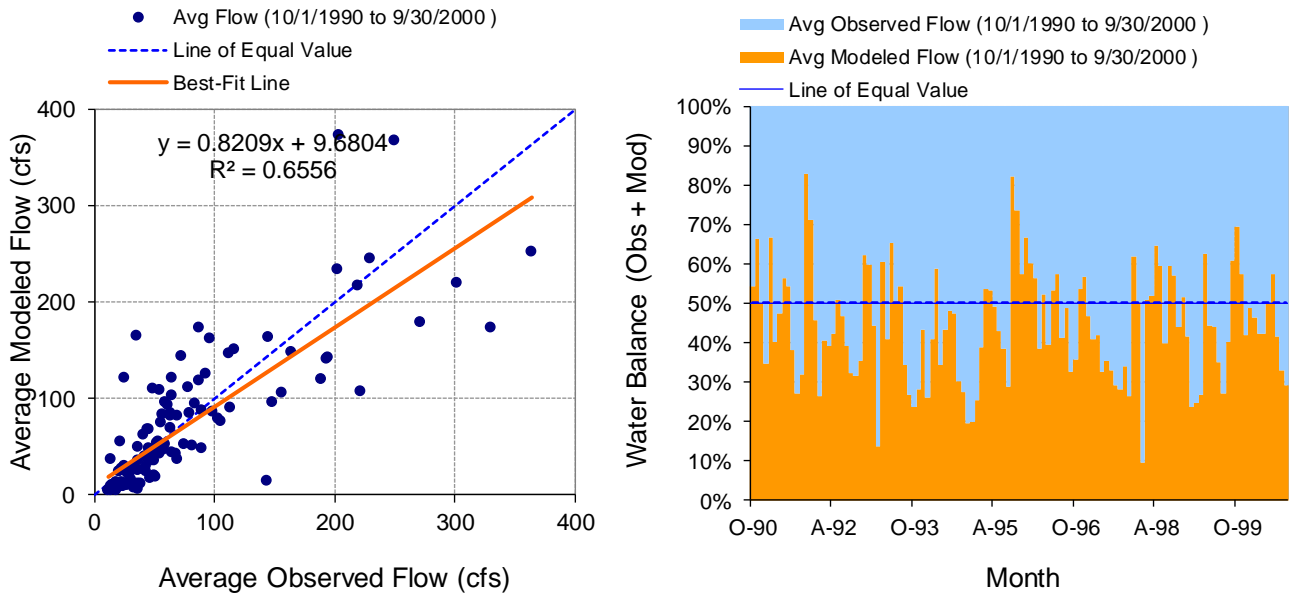 Avg Flow (10/1/1990 to 9/30/2000 )
Line of Equal Value
Best-Fit Line
Average Modeled Flow (cfs)
400
300
200
100
0
y = 0.8209x + 9.6804
R² = 0.6556
0 100 200 300 400
Average Observed Flow (cfs)
Avg Observed Flow (10/1/1990 to 9/30/2000 )
Avg Modeled Flow (10/1/1990 to 9/30/2000 )
Line of Equal Value
Water Balance (Obs + Mod)
100%
90%
80%
70%
60%
50%
40%
30%
20%
10%
0%
O-90 A-92 O-93 A-95 O-96 A-98 O-99
Month